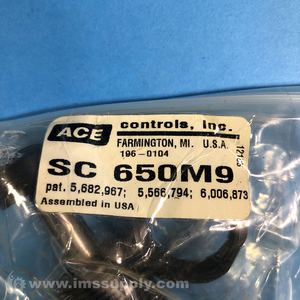 ACE controls, inc.
FARMINGTON, MI. U.S.A.
196-0104
SC 650M9
pat. 5,682,967; 5,566,794; 6,006,873
Assembled in USA
www.imssupply.com